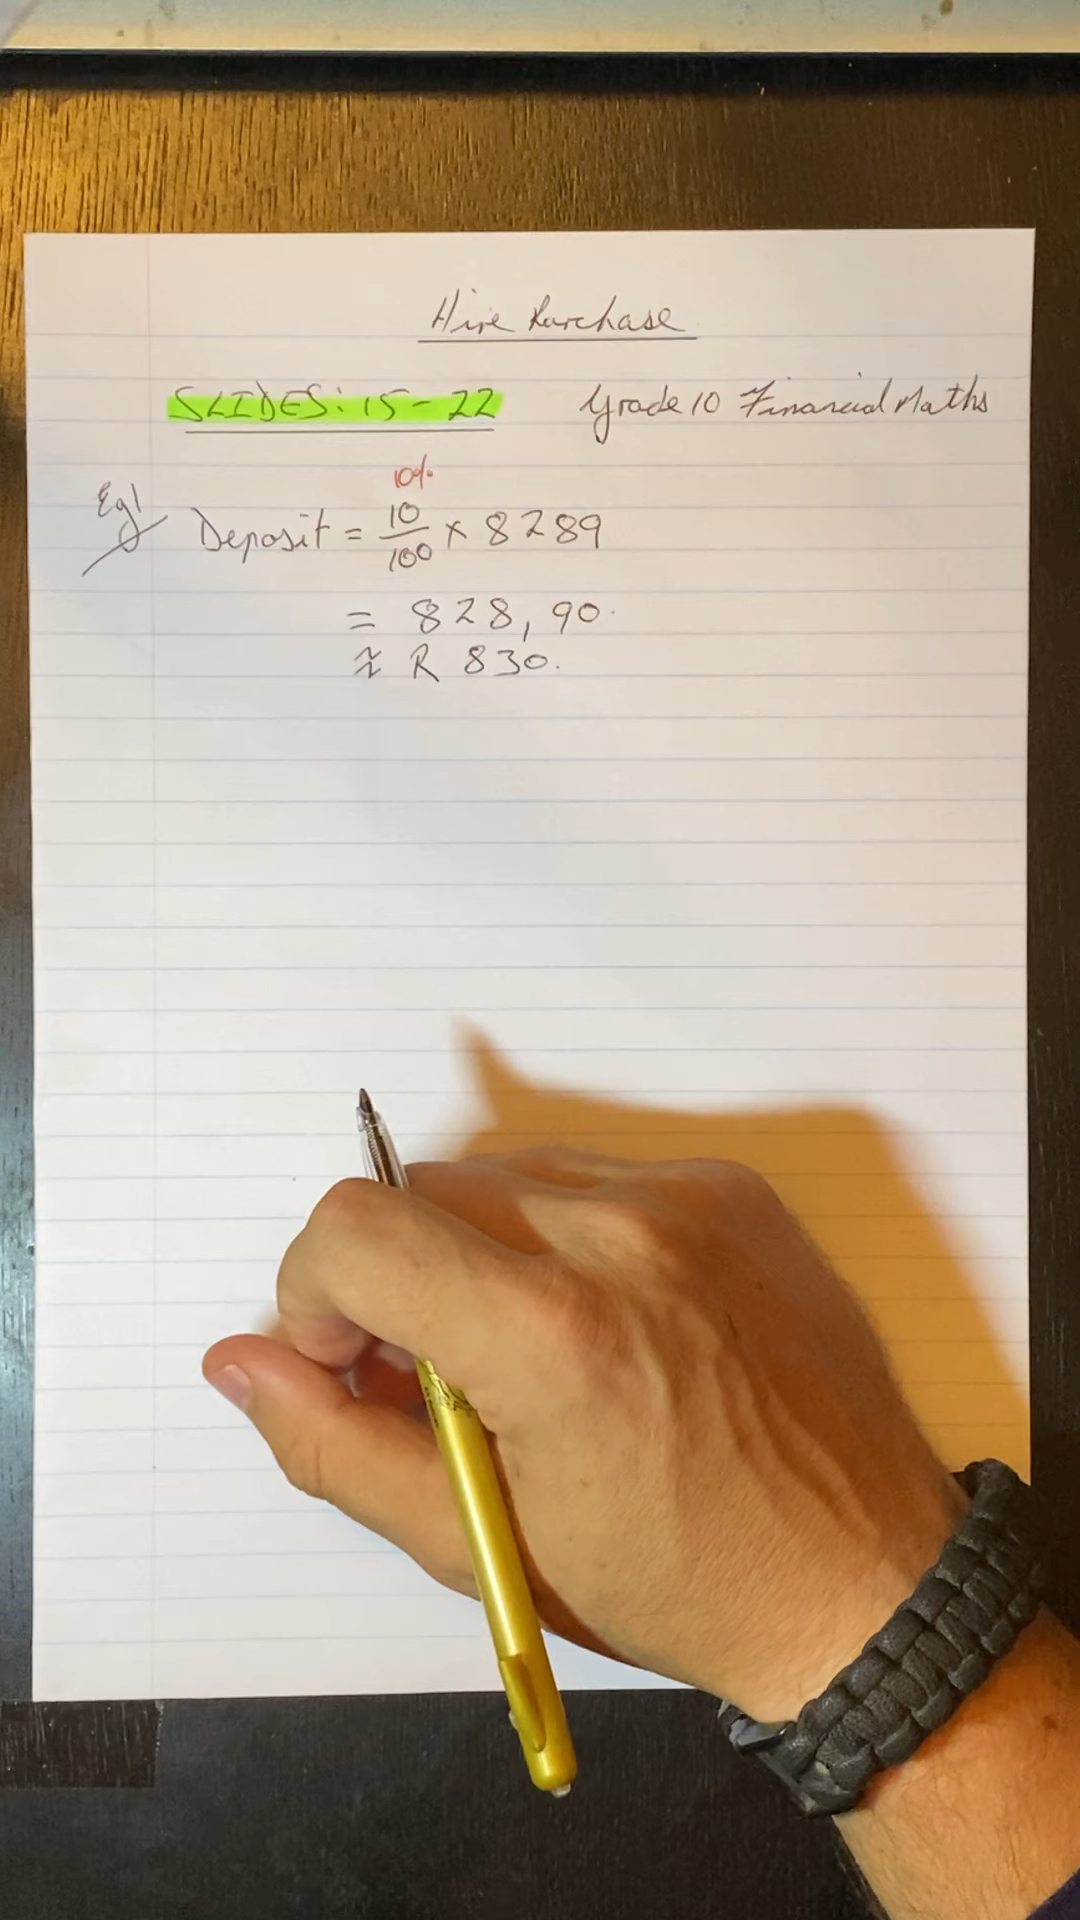 Hire Purchase
SLIDES: 15-22 Grade 10 Financial Maths
10%
Eg1 Deposit = 10/100 × 8289
= 828,90.
≈ R 830.